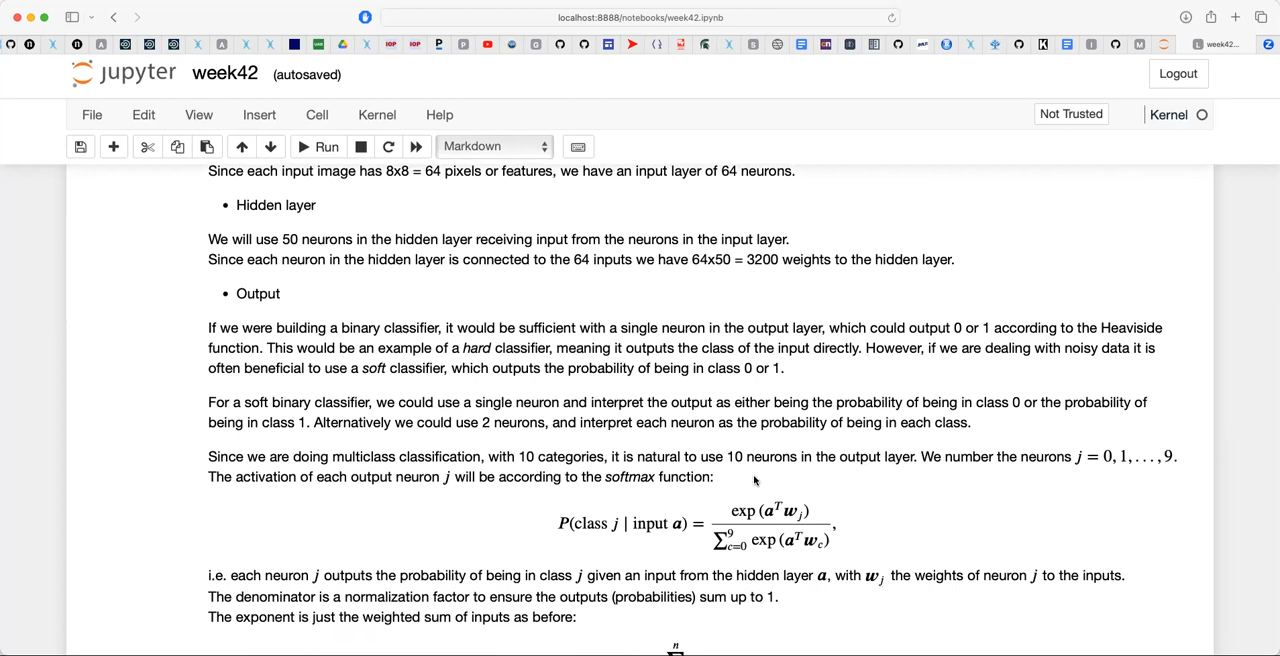 localhost:8888/notebooks/week42.ipynb
week42...
jupyter week42 (autosaved)
Logout
File Edit View Insert Cell Kernel Help
Not Trusted
Kernel
Run
Markdown
Since each input image has 8x8 = 64 pixels or features, we have an input layer of 64 neurons.
• Hidden layer
We will use 50 neurons in the hidden layer receiving input from the neurons in the input layer.
Since each neuron in the hidden layer is connected to the 64 inputs we have 64x50 = 3200 weights to the hidden layer.
• Output
If we were building a binary classifier, it would be sufficient with a single neuron in the output layer, which could output 0 or 1 according to the Heaviside
function. This would be an example of a hard classifier, meaning it outputs the class of the input directly. However, if we are dealing with noisy data it is
often beneficial to use a soft classifier, which outputs the probability of being in class 0 or 1.
For a soft binary classifier, we could use a single neuron and interpret the output as either being the probability of being in class 0 or the probability of
being in class 1. Alternatively we could use 2 neurons, and interpret each neuron as the probability of being in each class.
Since we are doing multiclass classification, with 10 categories, it is natural to use 10 neurons in the output layer. We number the neurons j = 0, 1, . . . , 9.
The activation of each output neuron j will be according to the softmax function:
P(class j | input a) = exp (a^T w_j) / ∑_{c=0}^{9} exp (a^T w_c),
i.e. each neuron j outputs the probability of being in class j given an input from the hidden layer a, with w_j the weights of neuron j to the inputs.
The denominator is a normalization factor to ensure the outputs (probabilities) sum up to 1.
The exponent is just the weighted sum of inputs as before:
n